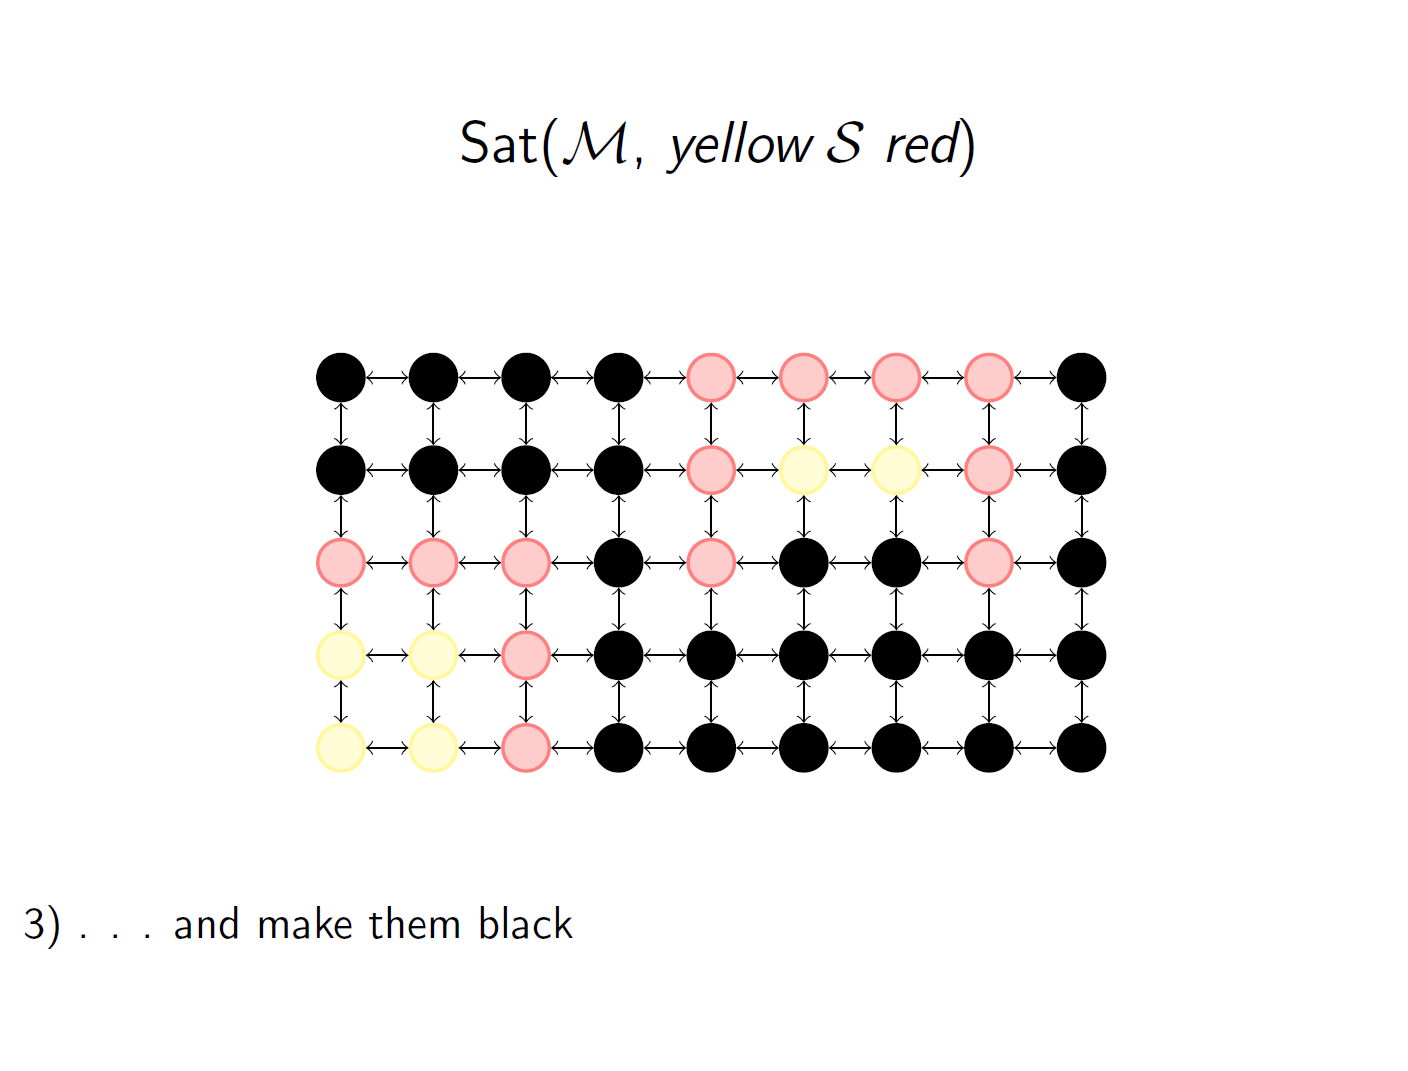 Sat(ℳ, yellow 𝒮 red)
3) . . . and make them black